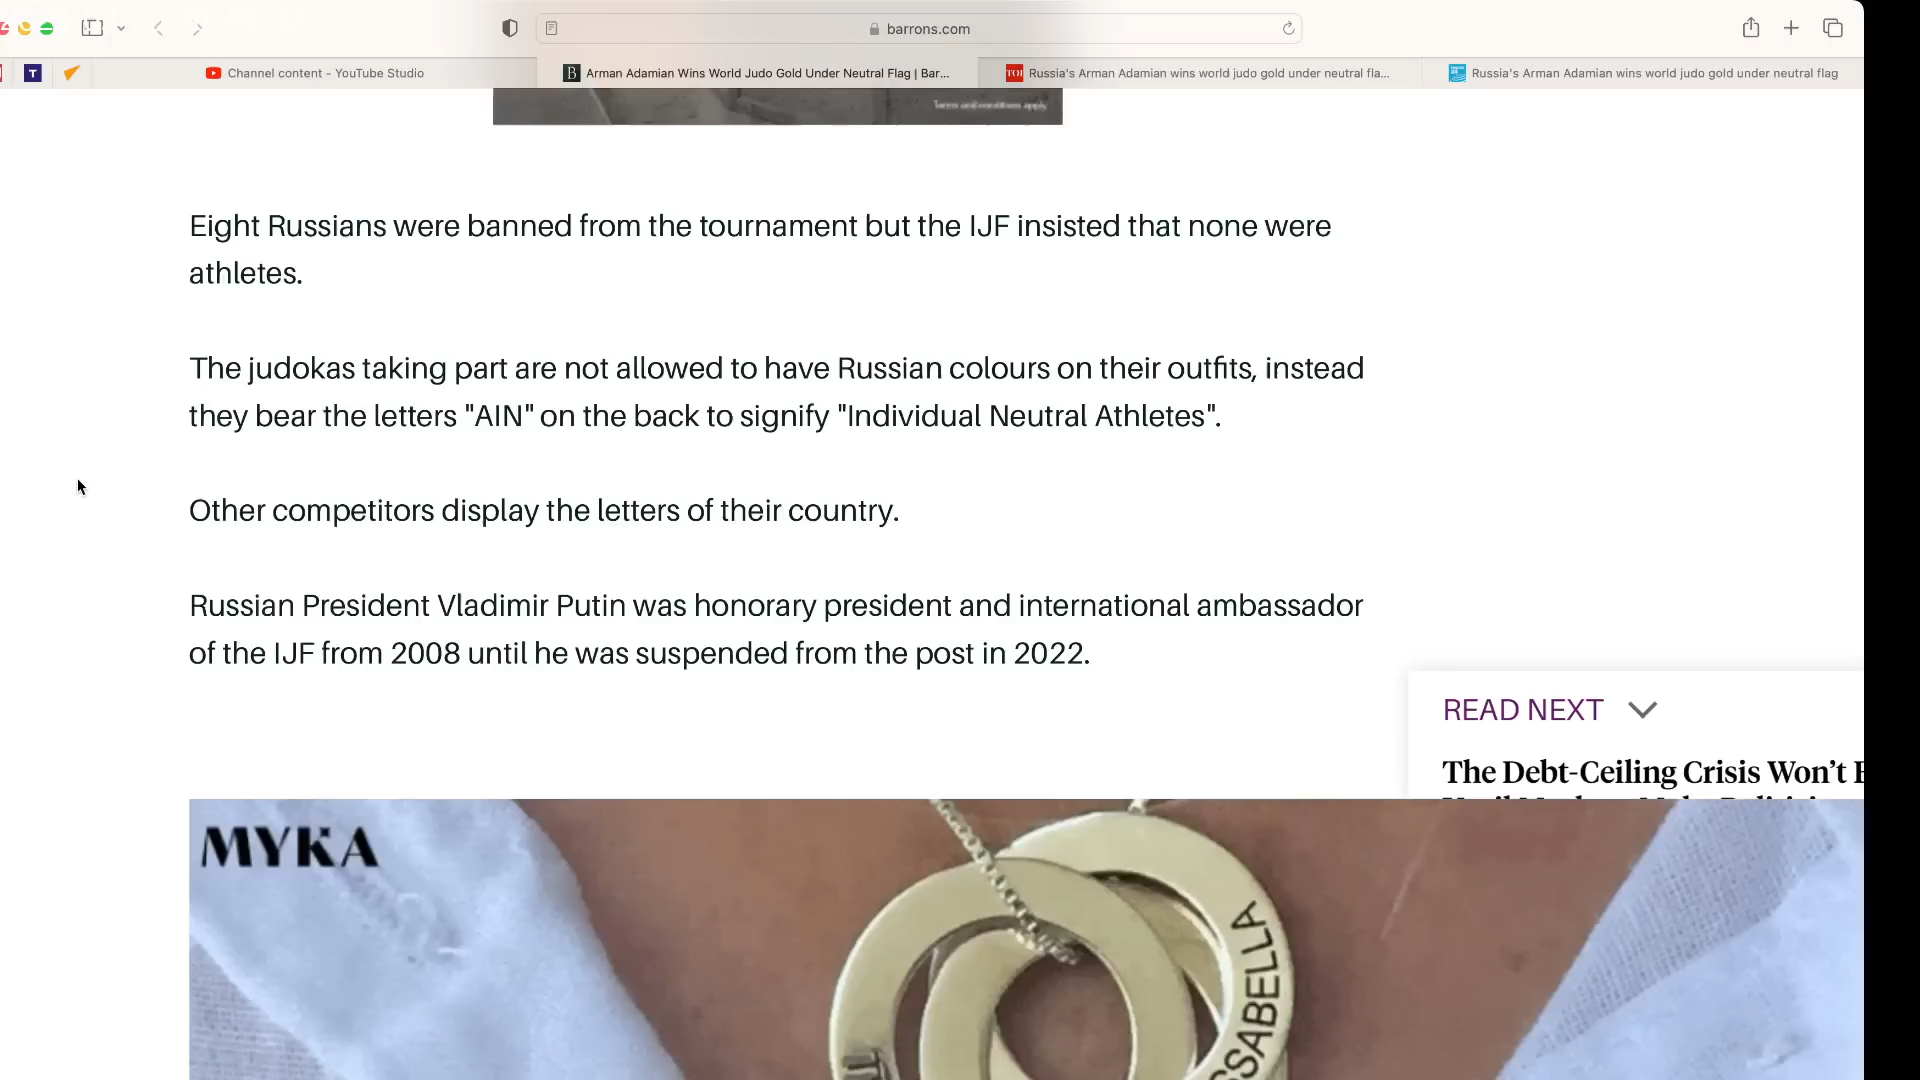 barrons.com
T
Channel content – YouTube Studio
B
Arman Adamian Wins World Judo Gold Under Neutral Flag | Bar...
TOI
Russia's Arman Adamian wins world judo gold under neutral fla...
Russia's Arman Adamian wins world judo gold under neutral flag
Terms and conditions apply.
Eight Russians were banned from the tournament but the IJF insisted that none were
athletes.
The judokas taking part are not allowed to have Russian colours on their outfits, instead
they bear the letters "AIN" on the back to signify "Individual Neutral Athletes".
Other competitors display the letters of their country.
Russian President Vladimir Putin was honorary president and international ambassador
of the IJF from 2008 until he was suspended from the post in 2022.
READ NEXT
The Debt-Ceiling Crisis Won't
MYKA
SSABELLA